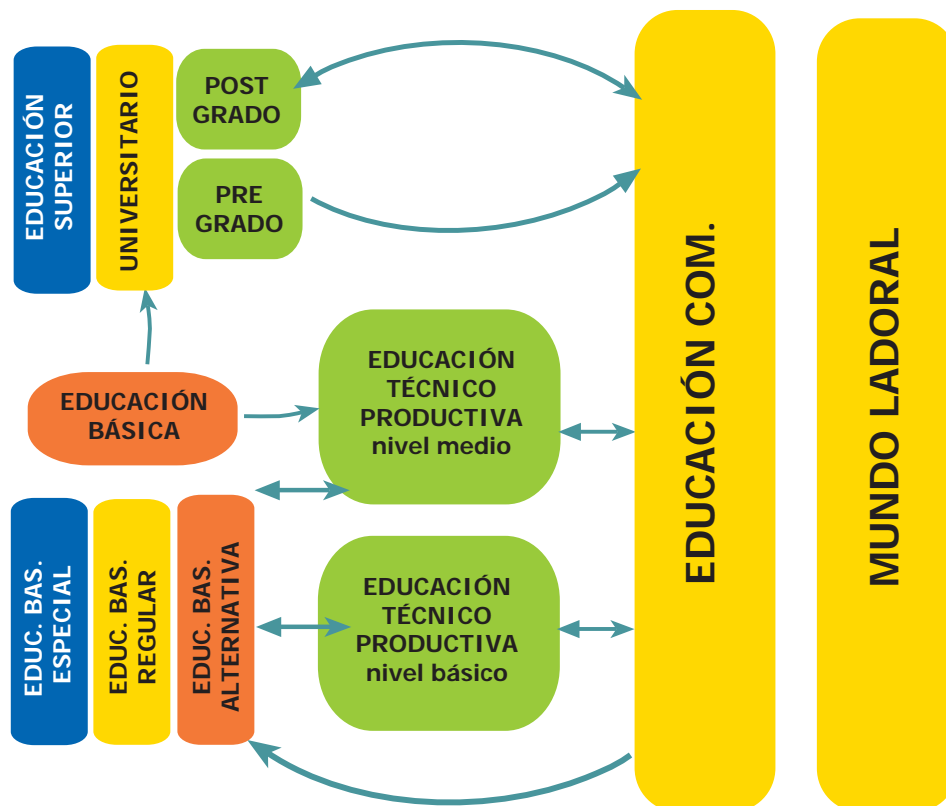 EDUCACIÓN
SUPERIOR
UNIVERSITARIO
POST
GRADO
PRE
GRADO
EDUCACIÓN
BÁSICA
EDUCACIÓN
TÉCNICO
PRODUCTIVA
nivel medio
EDUC. BAS.
ESPECIAL
EDUC. BAS.
REGULAR
EDUC. BAS.
ALTERNATIVA
EDUCACIÓN
TÉCNICO
PRODUCTIVA
nivel básico
EDUCACIÓN COM.
MUNDO LADORAL